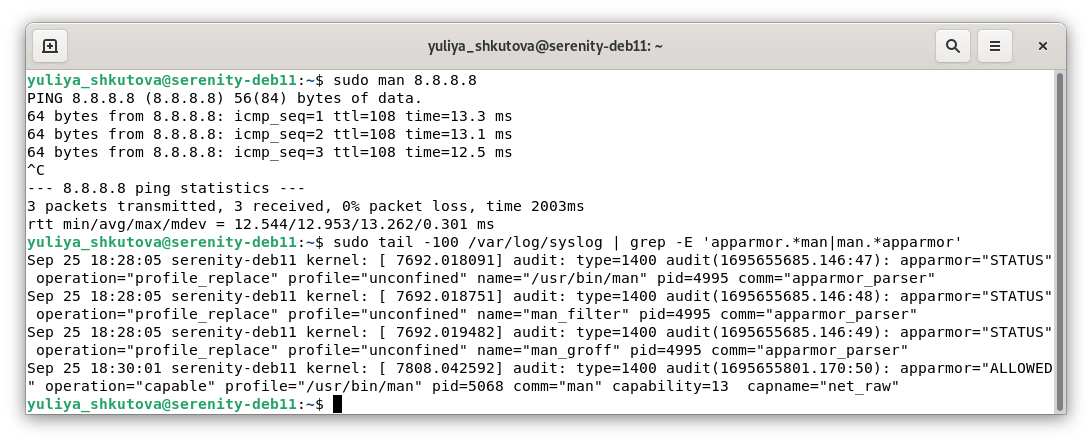 yuliya_shkutova@serenity-deb11: ~
yuliya_shkutova@serenity-deb11:~$ sudo man 8.8.8.8
PING 8.8.8.8 (8.8.8.8) 56(84) bytes of data.
64 bytes from 8.8.8.8: icmp_seq=1 ttl=108 time=13.3 ms
64 bytes from 8.8.8.8: icmp_seq=2 ttl=108 time=13.1 ms
64 bytes from 8.8.8.8: icmp_seq=3 ttl=108 time=12.5 ms
^C
--- 8.8.8.8 ping statistics ---
3 packets transmitted, 3 received, 0% packet loss, time 2003ms
rtt min/avg/max/mdev = 12.544/12.953/13.262/0.301 ms
yuliya_shkutova@serenity-deb11:~$ sudo tail -100 /var/log/syslog | grep -E 'apparmor.*man|man.*apparmor'
Sep 25 18:28:05 serenity-deb11 kernel: [ 7692.018091] audit: type=1400 audit(1695655685.146:47): apparmor="STATUS"
 operation="profile_replace" profile="unconfined" name="/usr/bin/man" pid=4995 comm="apparmor_parser"
Sep 25 18:28:05 serenity-deb11 kernel: [ 7692.018751] audit: type=1400 audit(1695655685.146:48): apparmor="STATUS"
 operation="profile_replace" profile="unconfined" name="man_filter" pid=4995 comm="apparmor_parser"
Sep 25 18:28:05 serenity-deb11 kernel: [ 7692.019482] audit: type=1400 audit(1695655685.146:49): apparmor="STATUS"
 operation="profile_replace" profile="unconfined" name="man_groff" pid=4995 comm="apparmor_parser"
Sep 25 18:30:01 serenity-deb11 kernel: [ 7808.042592] audit: type=1400 audit(1695655801.170:50): apparmor="ALLOWED
" operation="capable" profile="/usr/bin/man" pid=5068 comm="man" capability=13  capname="net_raw"
yuliya_shkutova@serenity-deb11:~$